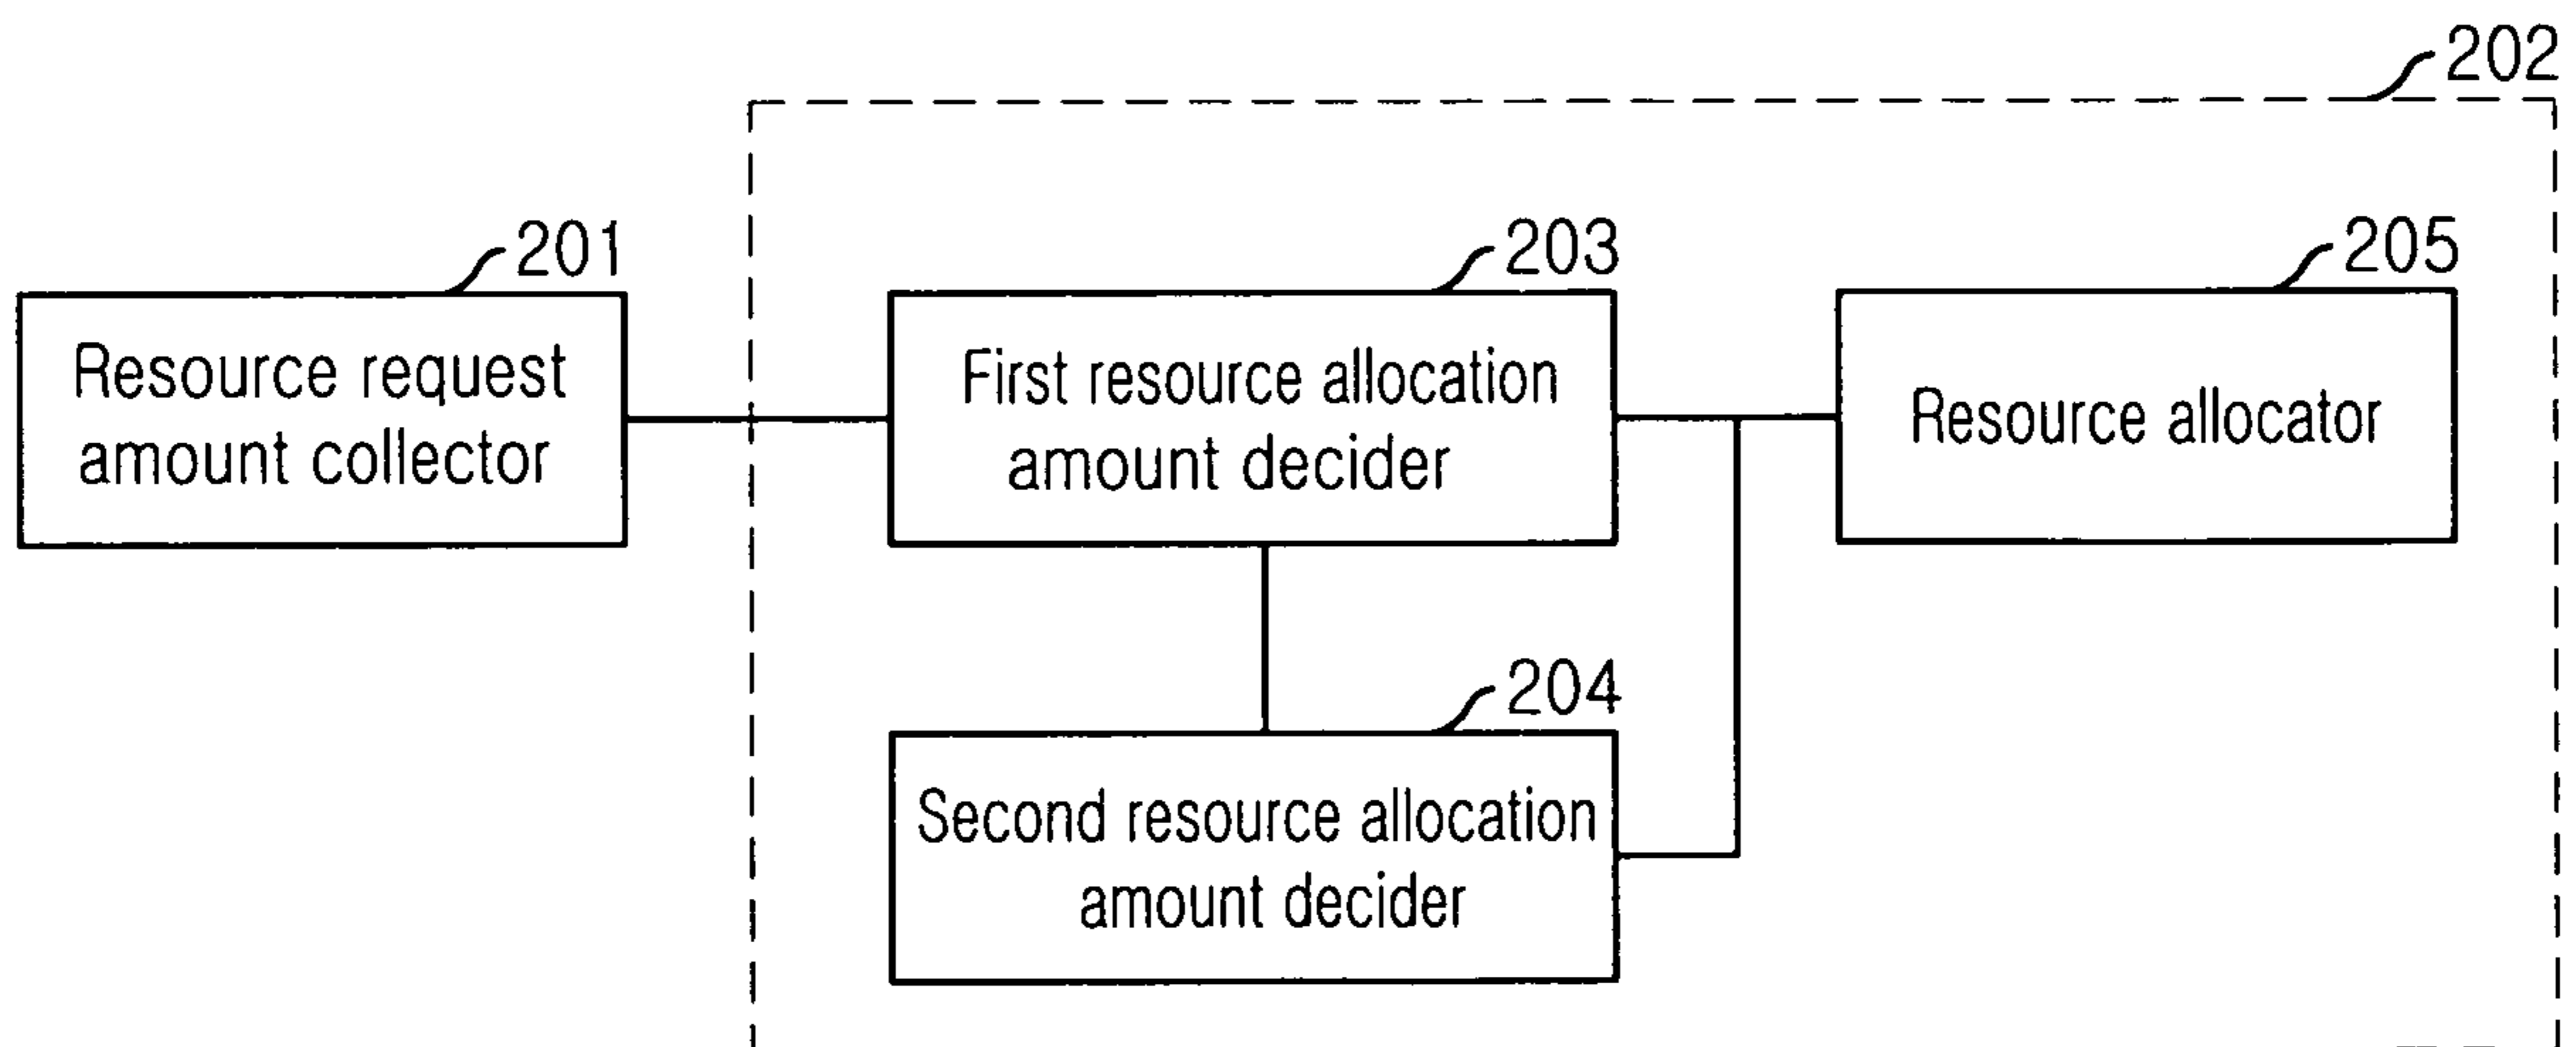 202
201
203
205
Resource request
amount collector
First resource allocation
amount decider
Resource allocator
204
Second resource allocation
amount decider